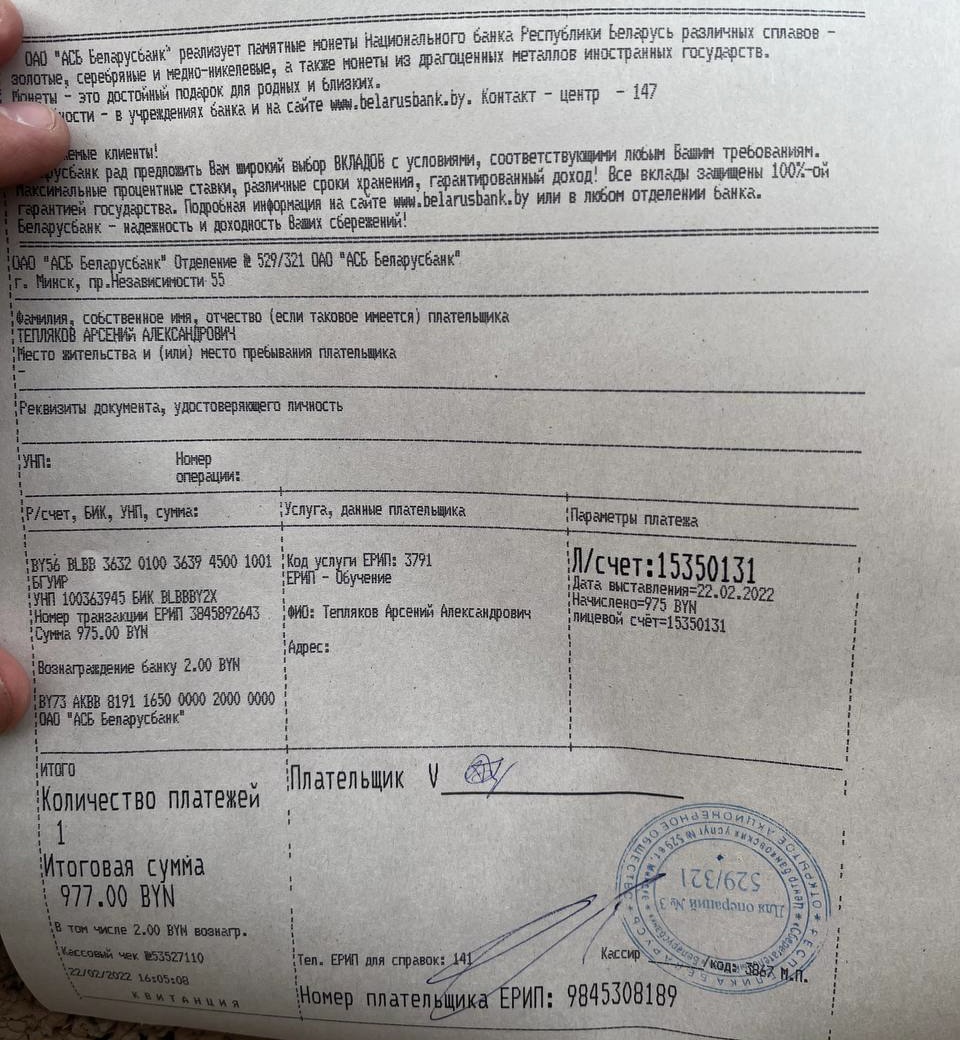 ОАО "АСБ Беларусбанк" реализует памятные монеты Национального банка Республики Беларусь различных сплавов -
золотые, серебряные и медно-никелевые, а также монеты из драгоценных металлов иностранных государств.
Монеты - это достойный подарок для родных и близких.
ности - в учреждениях банка и на сайте www.belarusbank.by. Контакт - центр - 147
емые клиенты!
русбанк рад предложить Вам широкий выбор ВКЛАДОВ с условиями, соответствующими любым Вашим требованиям.
Максимальные процентные ставки, различные сроки хранения, гарантированный доход! Все вклады защищены 100%-ой
гарантией государства. Подробная информация на сайте www.belarusbank.by или в любом отделении банка.
Беларусбанк - надежность и доходность Ваших сбережений!
ОАО "АСБ Беларусбанк" Отделение № 529/321 ОАО "АСБ Беларусбанк"
г. Минск, пр.Независимости 55
Фамилия, собственное имя, отчество (если таковое имеется) плательщика
ТЕПЛЯКОВ АРСЕНИЙ АЛЕКСАНДРОВИЧ
Место жительства и (или) место пребывания плательщика
-
Реквизиты документа, удостоверяющего личность
УНП: Номер
операции:
Р/счет, БИК, УНП, сумма: Услуга, данные плательщика Параметры платежа
BY56 BLBB 3632 0100 3639 4500 1001
БГУИР
УНП 100363945 БИК BLBBBY2X
Номер транзакции ЕРИП 3845892643
Сумма 975.00 BYN
Вознаграждение банку 2.00 BYN
BY73 AKBB 8191 1650 0000 2000 0000
ОАО "АСБ Беларусбанк"
Код услуги ЕРИП: 3791
ЕРИП - Обучение
ФИО: Тепляков Арсений Александрович
Адрес:
Л/счет:15350131
Дата выставления=22.02.2022
Начислено=975 BYN
лицевой счёт=15350131
ИТОГО
Количество платежей
1
Итоговая сумма
977.00 BYN
В том числе 2.00 BYN вознагр.
Кассовый чек №53527110
22/02/2022 16:05:08
КВИТАНЦИЯ
Плательщик V
Тел. ЕРИП для справок: 141
Кассир /код: 3867 М.П.
Номер плательщика ЕРИП: 9845308189
ОТКРЫТОЕ АКЦИОНЕРНОЕ ОБЩЕСТВО
Центр банковских услуг № 529 г.
Для операций № 3
529/321